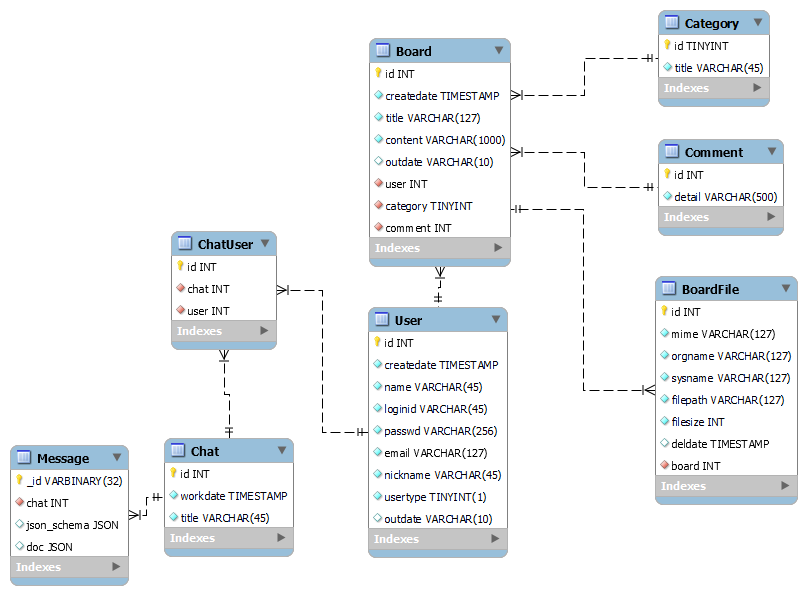 Category
id TINYINT
title VARCHAR(45)
Indexes
Board
id INT
createdate TIMESTAMP
title VARCHAR(127)
content VARCHAR(1000)
outdate VARCHAR(10)
user INT
category TINYINT
comment INT
Indexes
Comment
id INT
detail VARCHAR(500)
Indexes
ChatUser
id INT
chat INT
user INT
Indexes
BoardFile
id INT
mime VARCHAR(127)
orgname VARCHAR(127)
sysname VARCHAR(127)
filepath VARCHAR(127)
filesize INT
deldate TIMESTAMP
board INT
Indexes
User
id INT
createdate TIMESTAMP
name VARCHAR(45)
loginid VARCHAR(45)
passwd VARCHAR(256)
email VARCHAR(127)
nickname VARCHAR(45)
usertype TINYINT(1)
outdate VARCHAR(10)
Indexes
Chat
id INT
workdate TIMESTAMP
title VARCHAR(45)
Indexes
Message
_id VARBINARY(32)
chat INT
json_schema JSON
doc JSON
Indexes